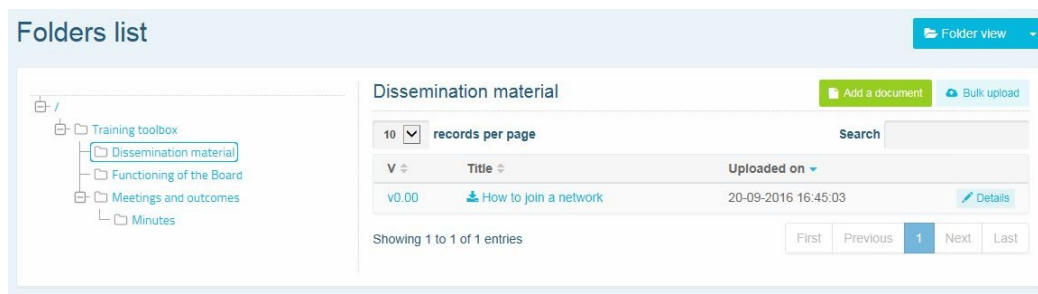 Folders list
Folder view
/
Training toolbox
Dissemination material
Functioning of the Board
Meetings and outcomes
Minutes
Dissemination material
Add a document
Bulk upload
10 records per page
Search
V Title Uploaded on
v0.00 How to join a network 20-09-2016 16:45:03 Details
Showing 1 to 1 of 1 entries
First Previous 1 Next Last